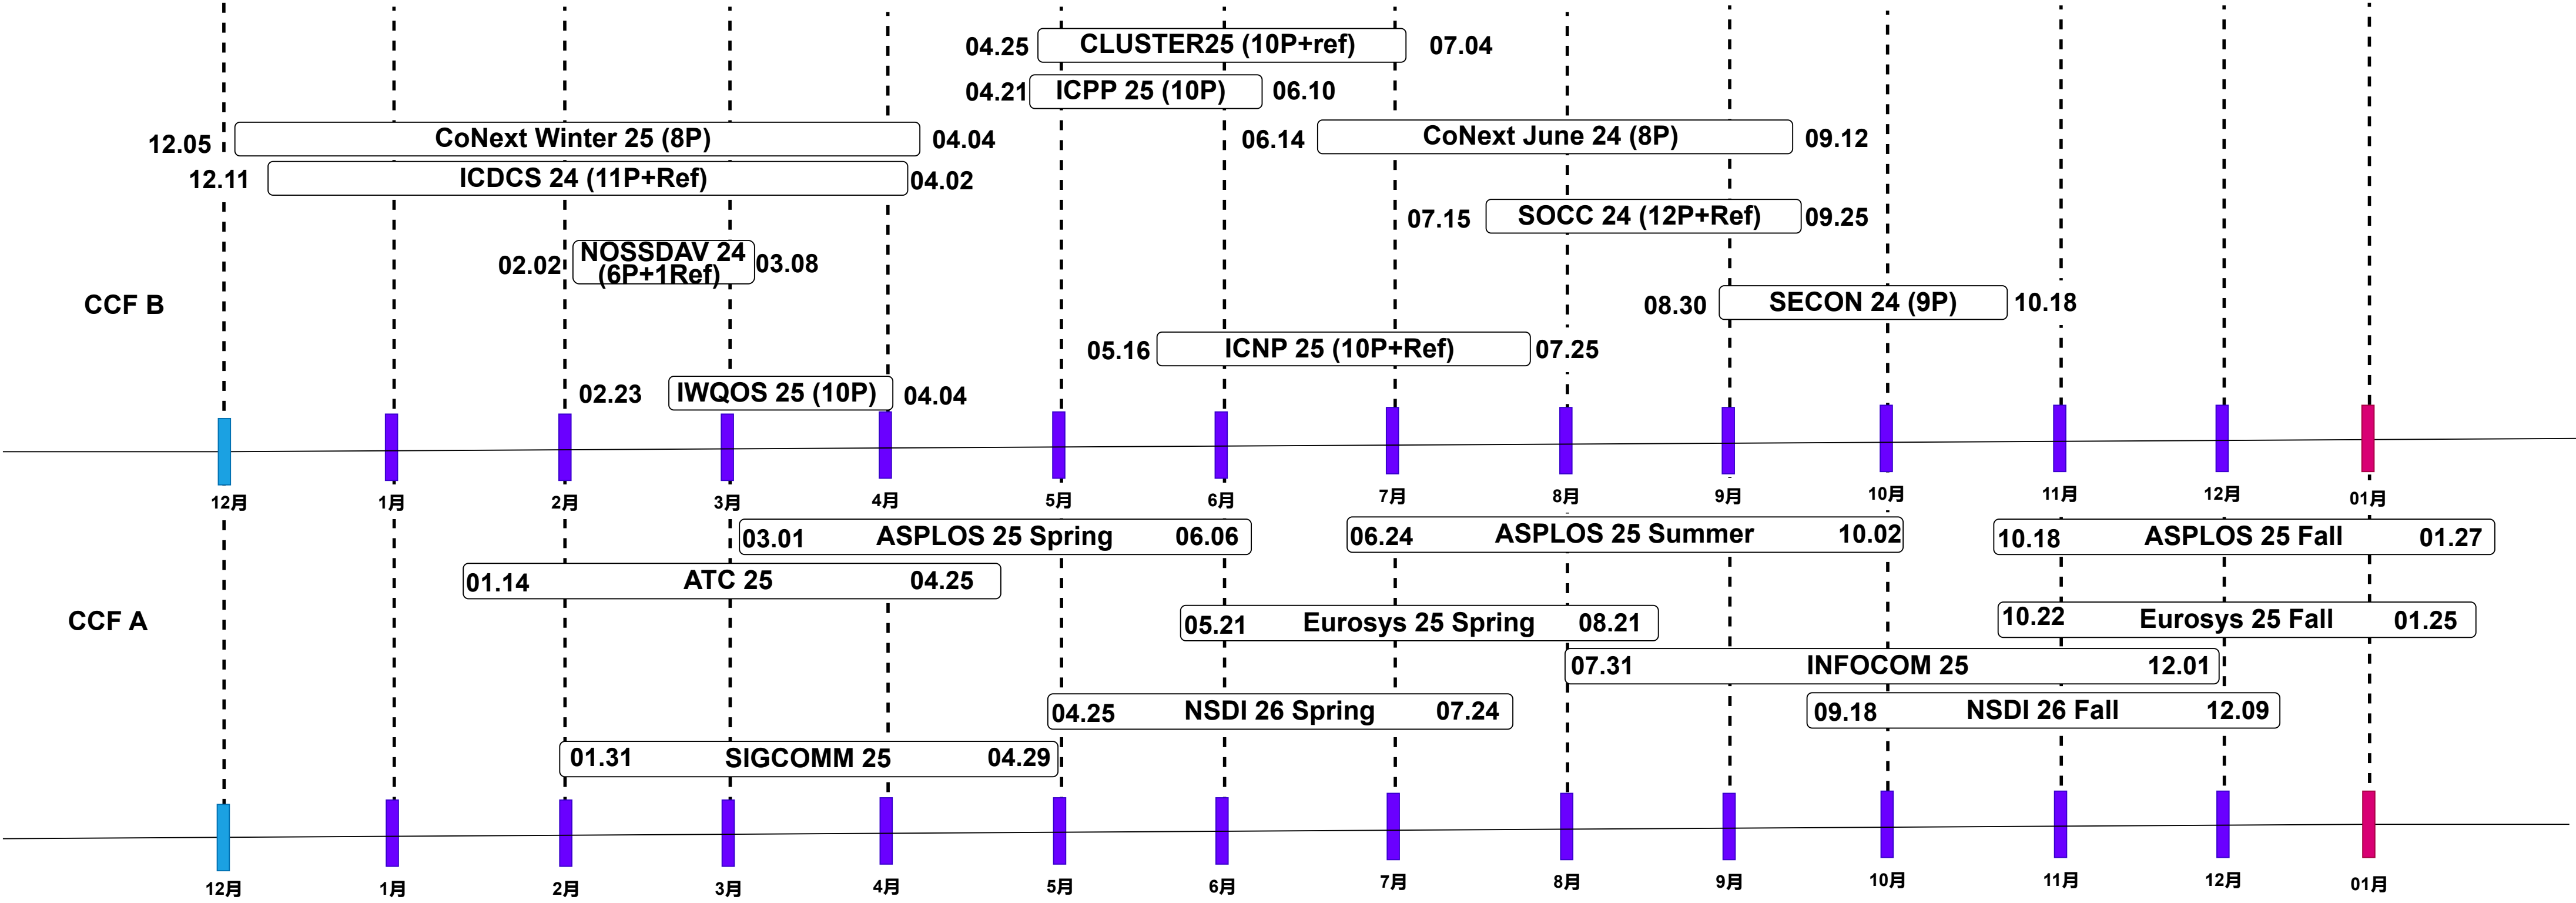 04.25 CLUSTER25 (10P+ref) 07.04
04.21 ICPP 25 (10P) 06.10
12.05 CoNext Winter 25 (8P) 04.04
06.14 CoNext June 24 (8P) 09.12
12.11 ICDCS 24 (11P+Ref) 04.02
07.15 SOCC 24 (12P+Ref) 09.25
02.02 NOSSDAV 24 03.08
(6P+1Ref)
CCF B
08.30 SECON 24 (9P) 10.18
05.16 ICNP 25 (10P+Ref) 07.25
02.23 IWQOS 25 (10P) 04.04
12月 1月 2月 3月 4月 5月 6月 7月 8月 9月 10月 11月 12月 01月
03.01 ASPLOS 25 Spring 06.06
06.24 ASPLOS 25 Summer 10.02
10.18 ASPLOS 25 Fall 01.27
01.14 ATC 25 04.25
CCF A
05.21 Eurosys 25 Spring 08.21
10.22 Eurosys 25 Fall 01.25
07.31 INFOCOM 25 12.01
04.25 NSDI 26 Spring 07.24
09.18 NSDI 26 Fall 12.09
01.31 SIGCOMM 25 04.29
12月 1月 2月 3月 4月 5月 6月 7月 8月 9月 10月 11月 12月 01月